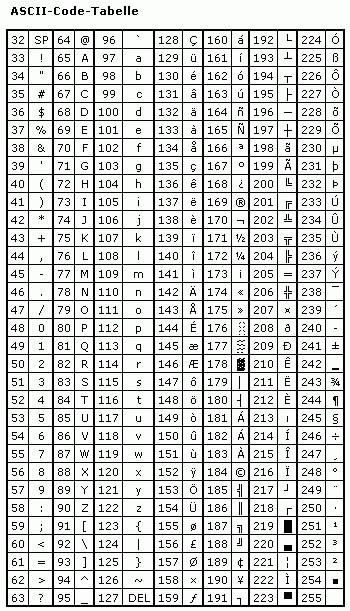 ASCII-Code-Tabelle
32 SP 64 @ 96 ` 128 Ç 160 á 192 └ 224 Ó
33 ! 65 A 97 a 129 ü 161 í 193 ┴ 225 ß
34 " 66 B 98 b 130 é 162 ó 194 ┬ 226 Ô
35 # 67 C 99 c 131 â 163 ú 195 ├ 227 Ò
36 $ 68 D 100 d 132 ä 164 ñ 196 ─ 228 õ
37 % 69 E 101 e 133 à 165 Ñ 197 ┼ 229 Õ
38 & 70 F 102 f 134 å 166 ª 198 ã 230 µ
39 ' 71 G 103 g 135 ç 167 º 199 Ã 231 þ
40 ( 72 H 104 h 136 ê 168 ¿ 200 ╚ 232 Þ
41 ) 73 I 105 i 137 ë 169 ® 201 ╔ 233 Ú
42 * 74 J 106 j 138 è 170 ¬ 202 ╩ 234 Û
43 + 75 K 107 k 139 ï 171 ½ 203 ╦ 235 Ù
44 , 76 L 108 l 140 î 172 ¼ 204 ╠ 236 ý
45 - 77 M 109 m 141 ì 173 ¡ 205 ═ 237 Ý
46 . 78 N 110 n 142 Ä 174 « 206 ╬ 238 ¯
47 / 79 O 111 o 143 Å 175 » 207 ¤ 239 ´
48 0 80 P 112 p 144 É 176 ░ 208 ð 240 -
49 1 81 Q 113 q 145 æ 177 ▒ 209 Ð 241 ±
50 2 82 R 114 r 146 Æ 178 ▓ 210 Ê 242 ‗
51 3 83 S 115 s 147 ô 179 │ 211 Ë 243 ¾
52 4 84 T 116 t 148 ö 180 ┤ 212 È 244 ¶
53 5 85 U 117 u 149 ò 181 Á 213 ı 245 §
54 6 86 V 118 v 150 û 182 Â 214 Í 246 ÷
55 7 87 W 119 w 151 ù 183 À 215 Î 247 ¸
56 8 88 X 120 x 152 ÿ 184 © 216 Ï 248 °
57 9 89 Y 121 y 153 Ö 185 ╣ 217 ┘ 249 ¨
58 : 90 Z 122 z 154 Ü 186 ║ 218 ┌ 250 ·
59 ; 91 [ 123 { 155 ø 187 ╗ 219 █ 251 ¹
60 < 92 \ 124 | 156 £ 188 ╝ 220 ▄ 252 ³
61 = 93 ] 125 } 157 Ø 189 ¢ 221 ¦ 253 ²
62 > 94 ^ 126 ~ 158 × 190 ¥ 222 Ì 254 ■
63 ? 95 _ 127 DEL 159 ƒ 191 ┐ 223 ▀ 255